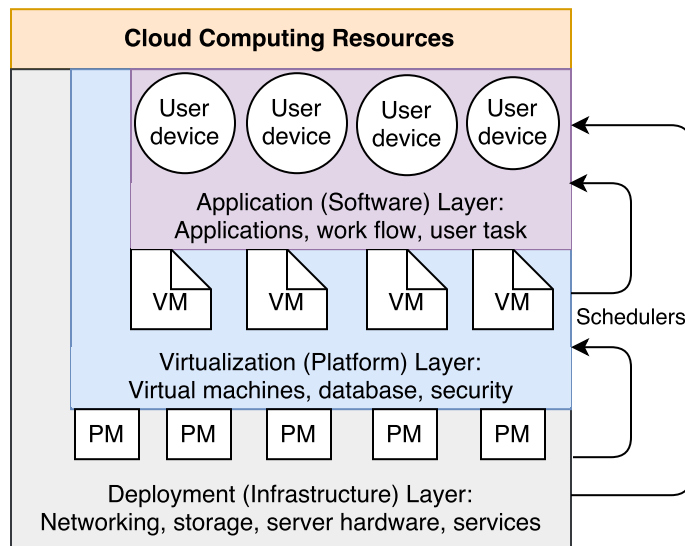 Cloud Computing Resources
User
device
User
device
User
device
User
device
Application (Software) Layer:
Applications, work flow, user task
VM
VM
VM
VM
Schedulers
Virtualization (Platform) Layer:
Virtual machines, database, security
PM
PM
PM
PM
PM
Deployment (Infrastructure) Layer:
Networking, storage, server hardware, services